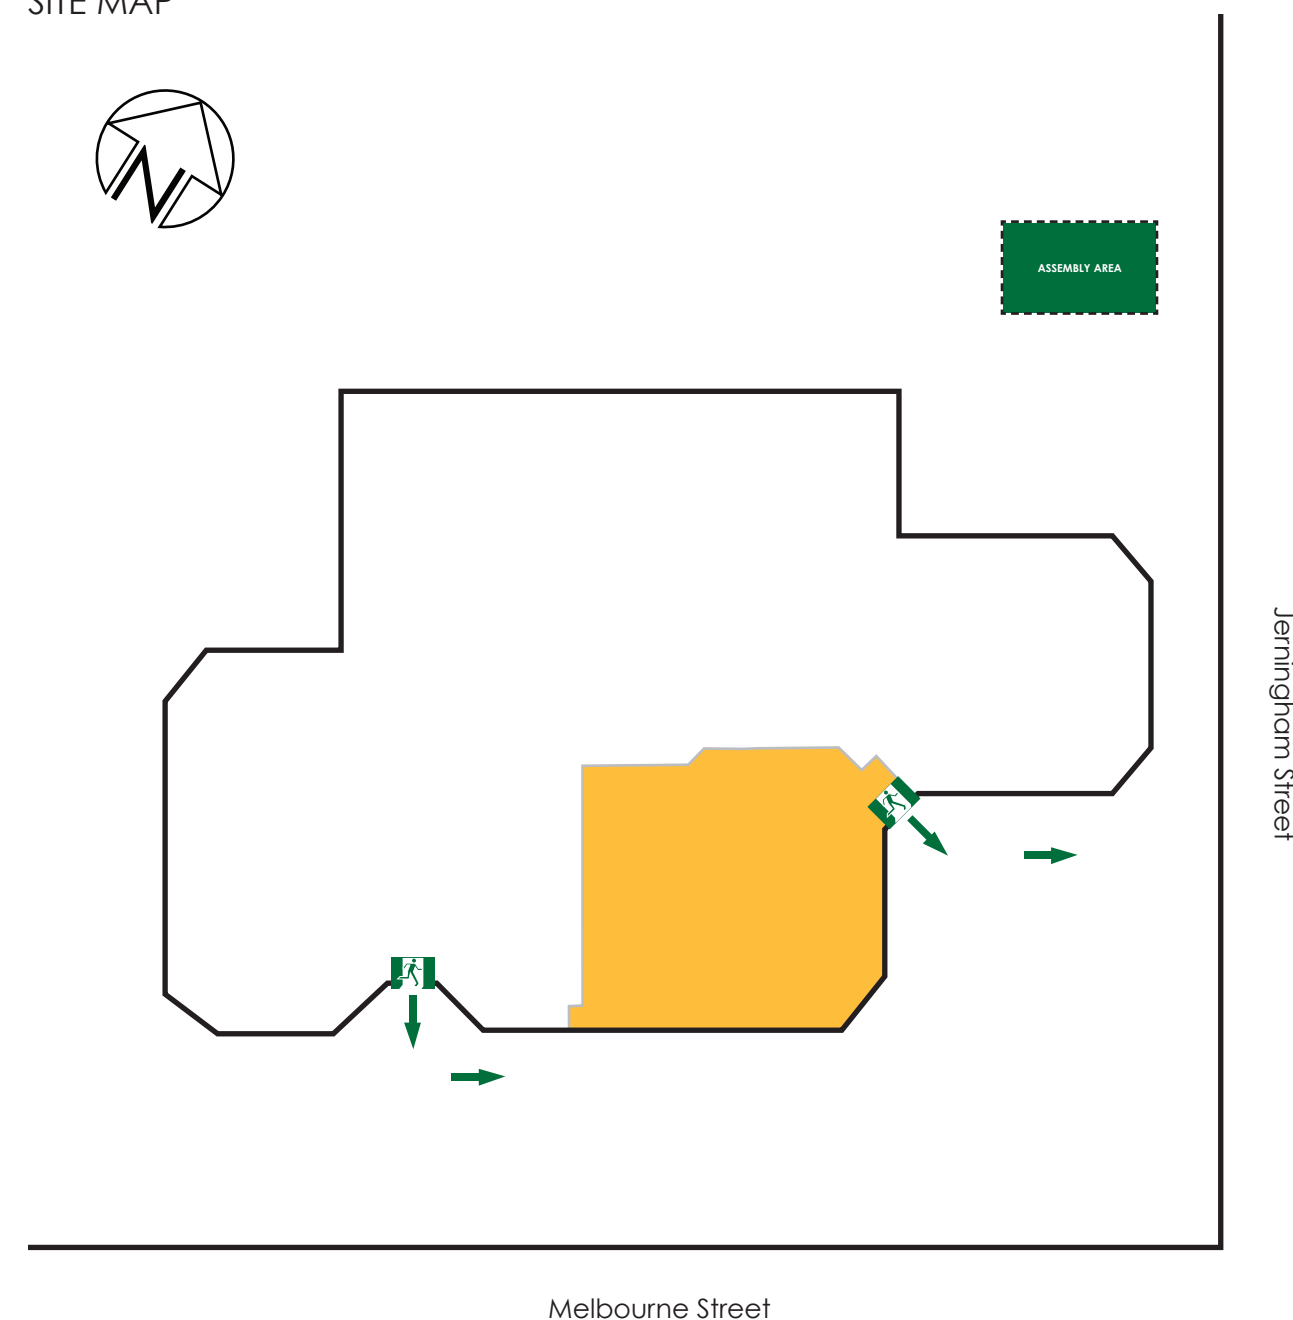 SITE MAP
N
ASSEMBLY AREA
Jerningham Street
Melbourne Street